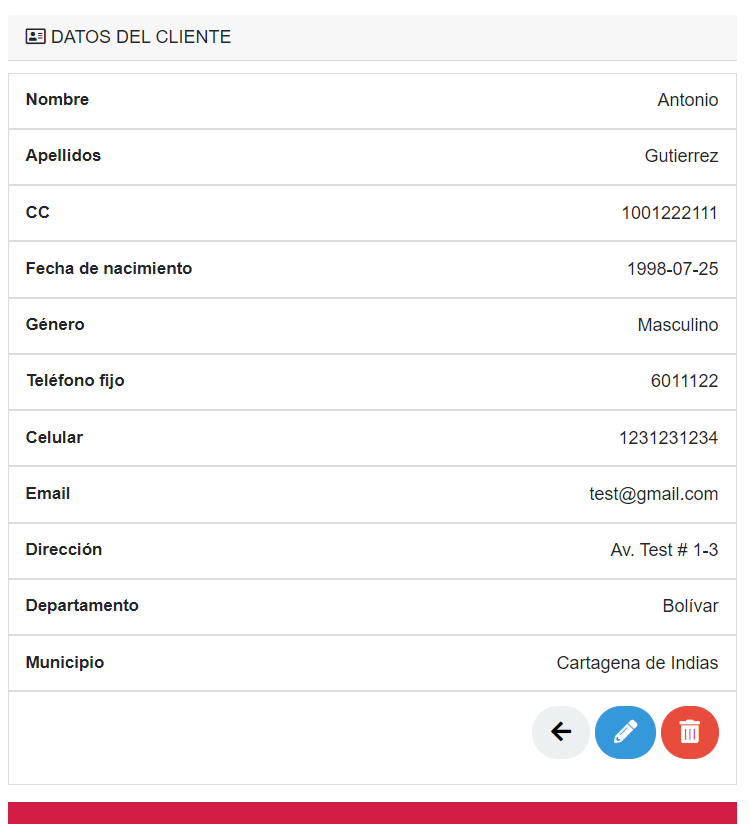 DATOS DEL CLIENTE
Nombre Antonio
Apellidos Gutierrez
CC 1001222111
Fecha de nacimiento 1998-07-25
Género Masculino
Teléfono fijo 6011122
Celular 1231231234
Email test@gmail.com
Dirección Av. Test # 1-3
Departamento Bolívar
Municipio Cartagena de Indias